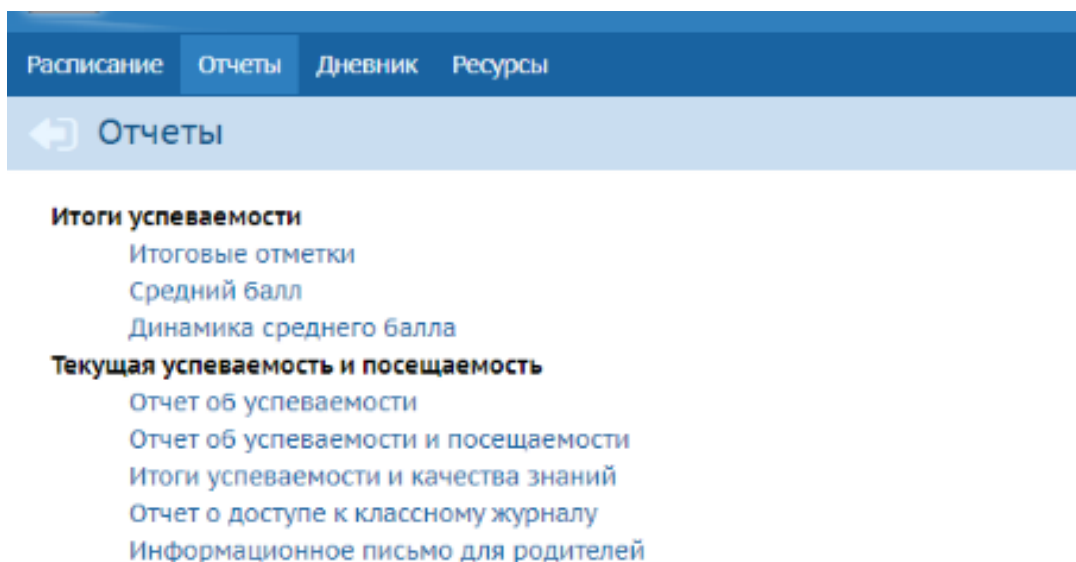 Расписание Отчеты Дневник Ресурсы
Отчеты
Итоги успеваемости
Итоговые отметки
Средний балл
Динамика среднего балла
Текущая успеваемость и посещаемость
Отчет об успеваемости
Отчет об успеваемости и посещаемости
Итоги успеваемости и качества знаний
Отчет о доступе к классному журналу
Информационное письмо для родителей